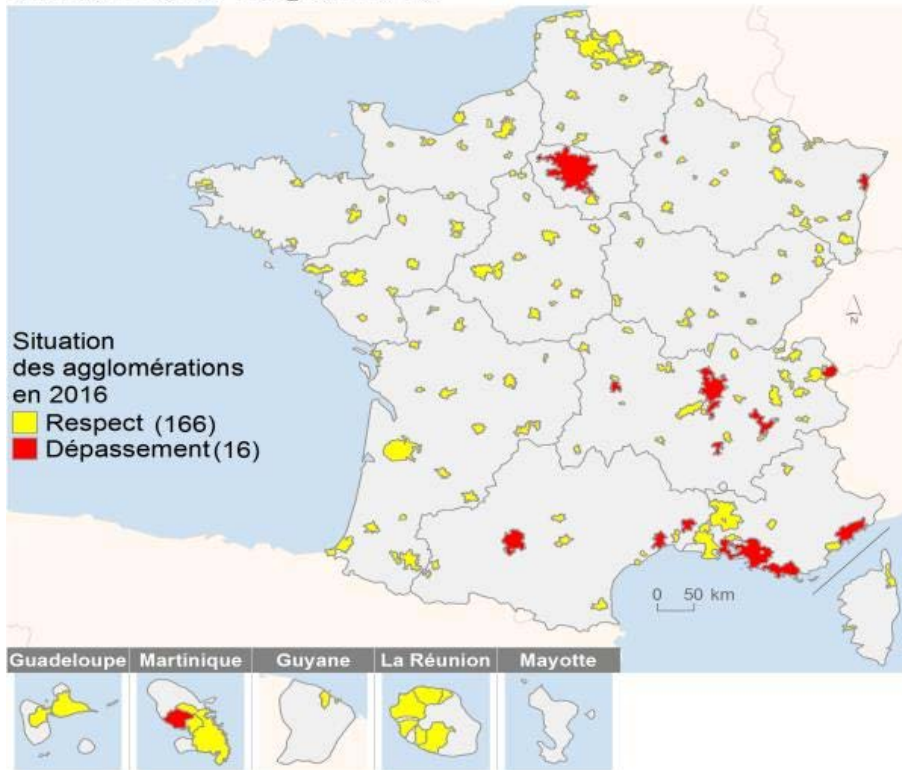 Situation
des agglomérations
en 2016
Respect (166)
Dépassement (16)
N
0 50 km
Guadeloupe Martinique Guyane La Réunion Mayotte